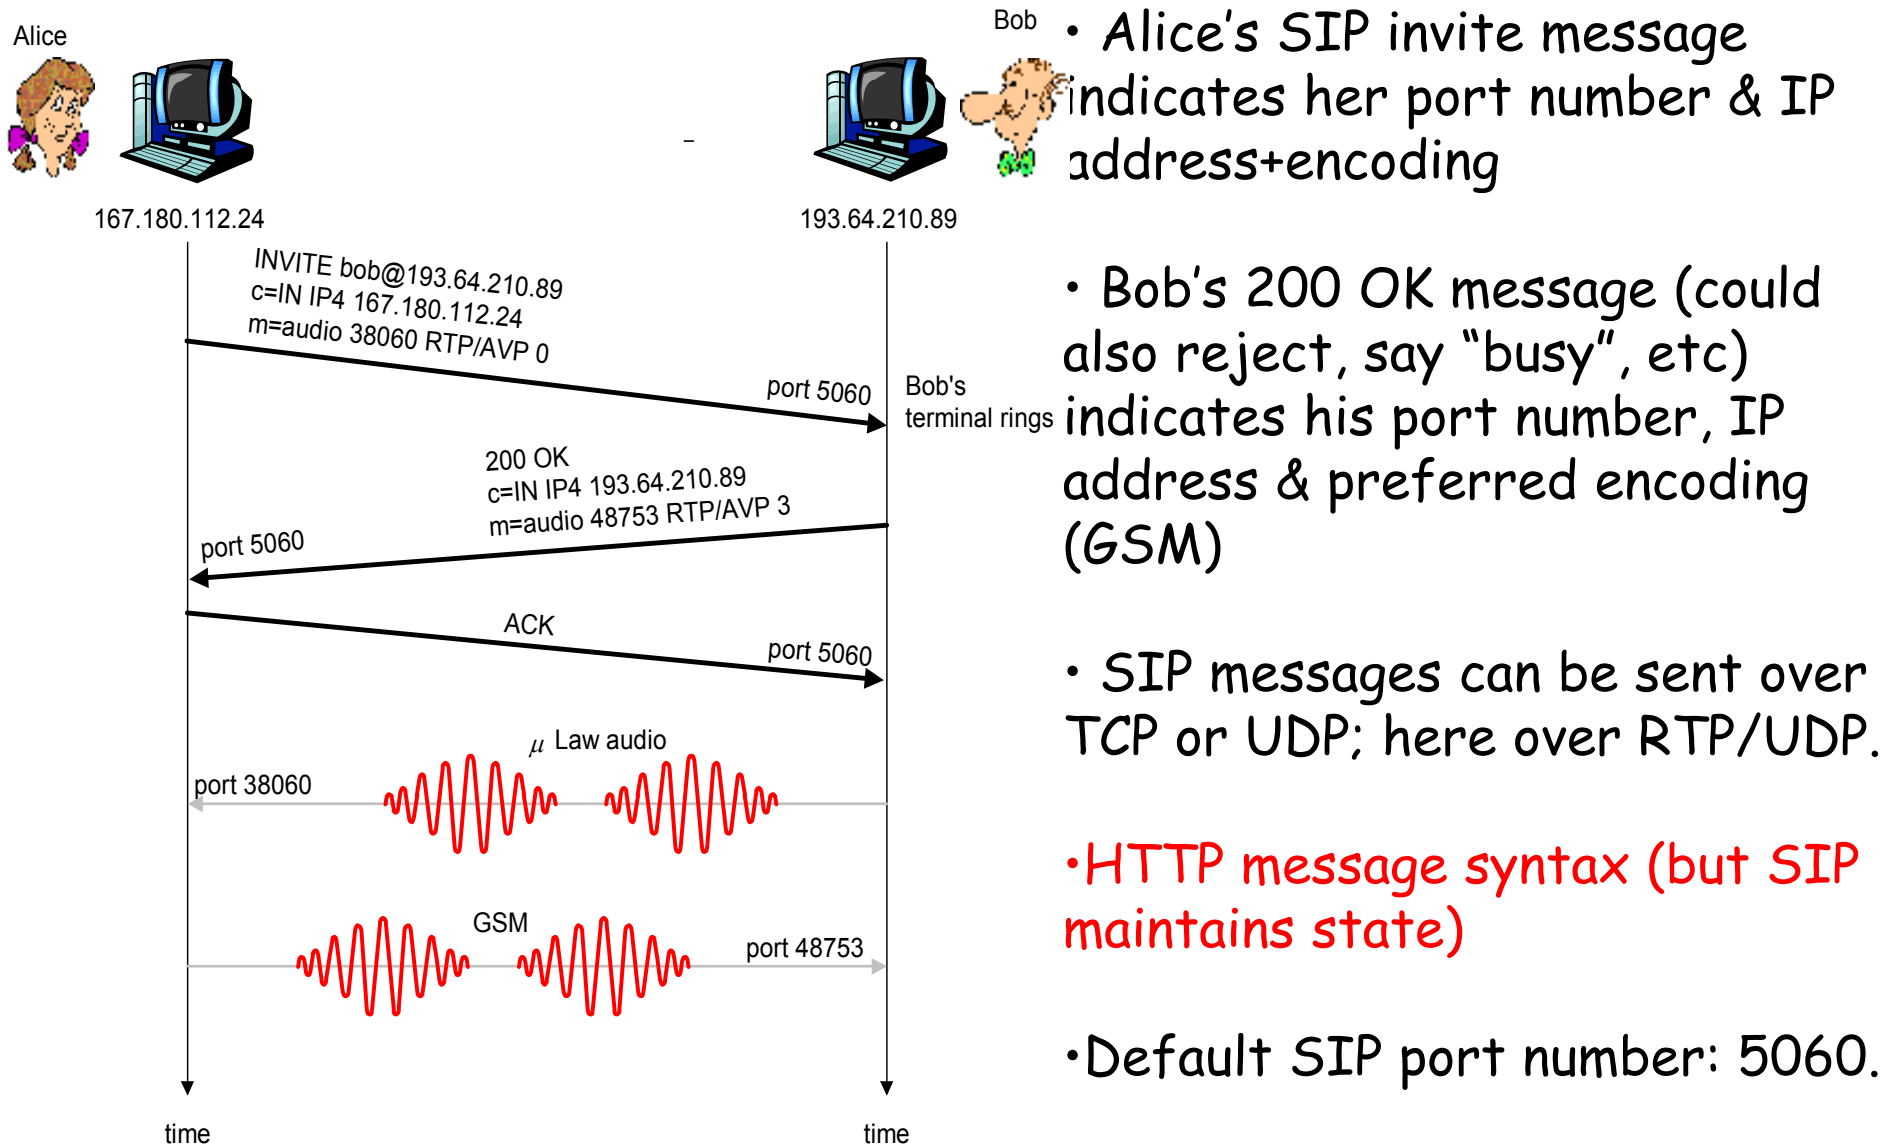 Alice
Bob
167.180.112.24
193.64.210.89
INVITE bob@193.64.210.89
c=IN IP4 167.180.112.24
m=audio 38060 RTP/AVP 0
port 5060
Bob's
terminal rings
200 OK
c=IN IP4 193.64.210.89
m=audio 48753 RTP/AVP 3
port 5060
ACK
port 5060
μ Law audio
port 38060
GSM
port 48753
time
time
• Alice’s SIP invite message
indicates her port number & IP
address+encoding
• Bob’s 200 OK message (could
also reject, say “busy”, etc)
indicates his port number, IP
address & preferred encoding
(GSM)
• SIP messages can be sent over
TCP or UDP; here over RTP/UDP.
•HTTP message syntax (but SIP
maintains state)
•Default SIP port number: 5060.